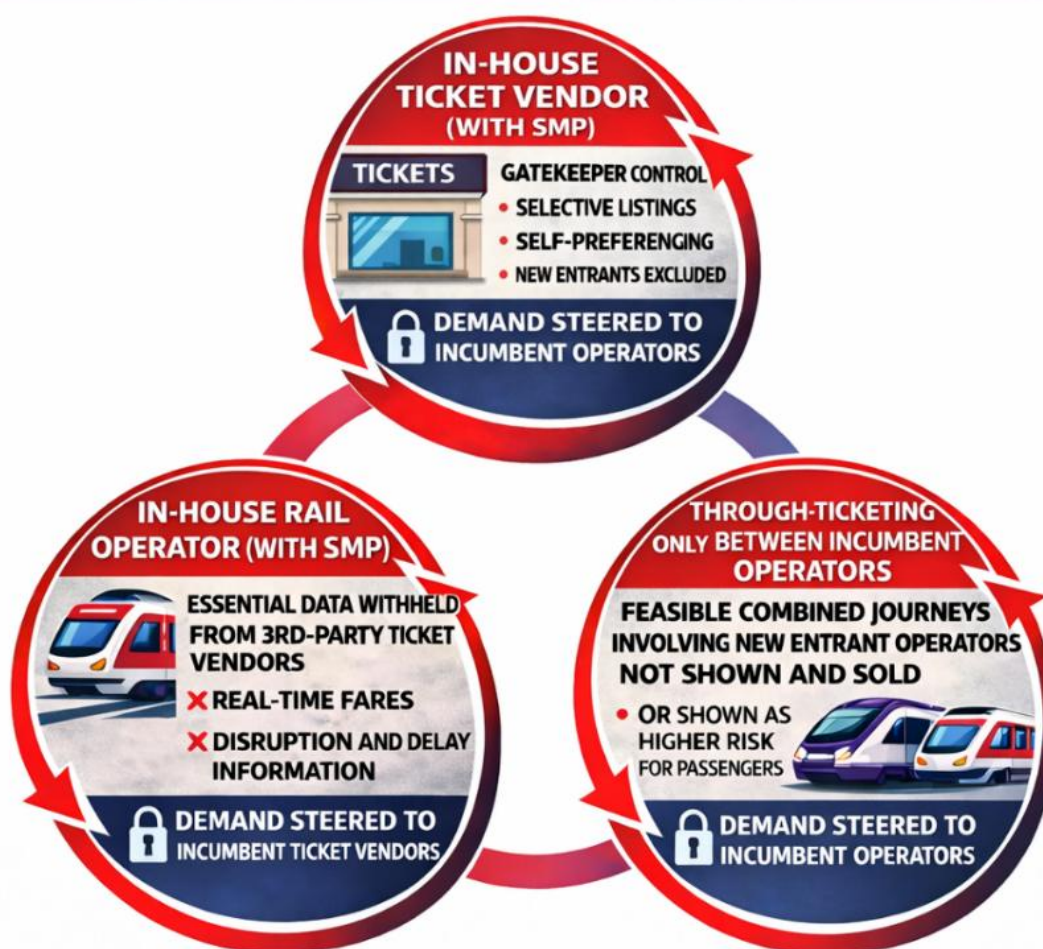 IN-HOUSE
TICKET VENDOR
(WITH SMP)
TICKETS
GATEKEEPER CONTROL
• SELECTIVE LISTINGS
• SELF-PREFERENCING
• NEW ENTRANTS EXCLUDED
DEMAND STEERED TO
INCUMBENT OPERATORS
IN-HOUSE RAIL
OPERATOR (WITH SMP)
ESSENTIAL DATA WITHHELD
FROM 3RD-PARTY TICKET
VENDORS
✗ REAL-TIME FARES
✗ DISRUPTION AND DELAY
INFORMATION
DEMAND STEERED TO
INCUMBENT TICKET VENDORS
THROUGH-TICKETING
ONLY BETWEEN INCUMBENT
OPERATORS
FEASIBLE COMBINED JOURNEYS
INVOLVING NEW ENTRANT OPERATORS
NOT SHOWN AND SOLD
• OR SHOWN AS
HIGHER RISK
FOR PASSENGERS
DEMAND STEERED TO
INCUMBENT OPERATORS